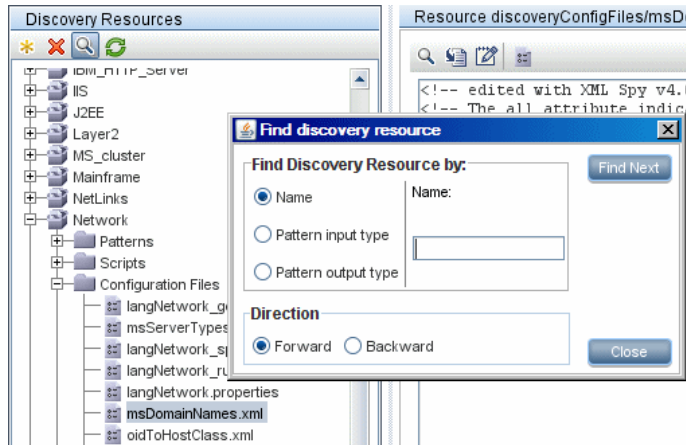 Discovery Resources
IBM_HTTP_Server
IIS
J2EE
Layer2
MS_cluster
Mainframe
NetLinks
Network
Patterns
Scripts
Configuration Files
langNetwork_g
msServerTypes
langNetwork_s
langNetwork_ru
langNetwork.properties
msDomainNames.xml
oidToHostClass.xml
Resource discoveryConfigFiles/msD
<!-- edited with XML Spy v4.
<!-- The all attribute indic
Find discovery resource
Find Discovery Resource by:
Name
Pattern input type
Pattern output type
Name:
Find Next
Direction
Forward Backward
Close